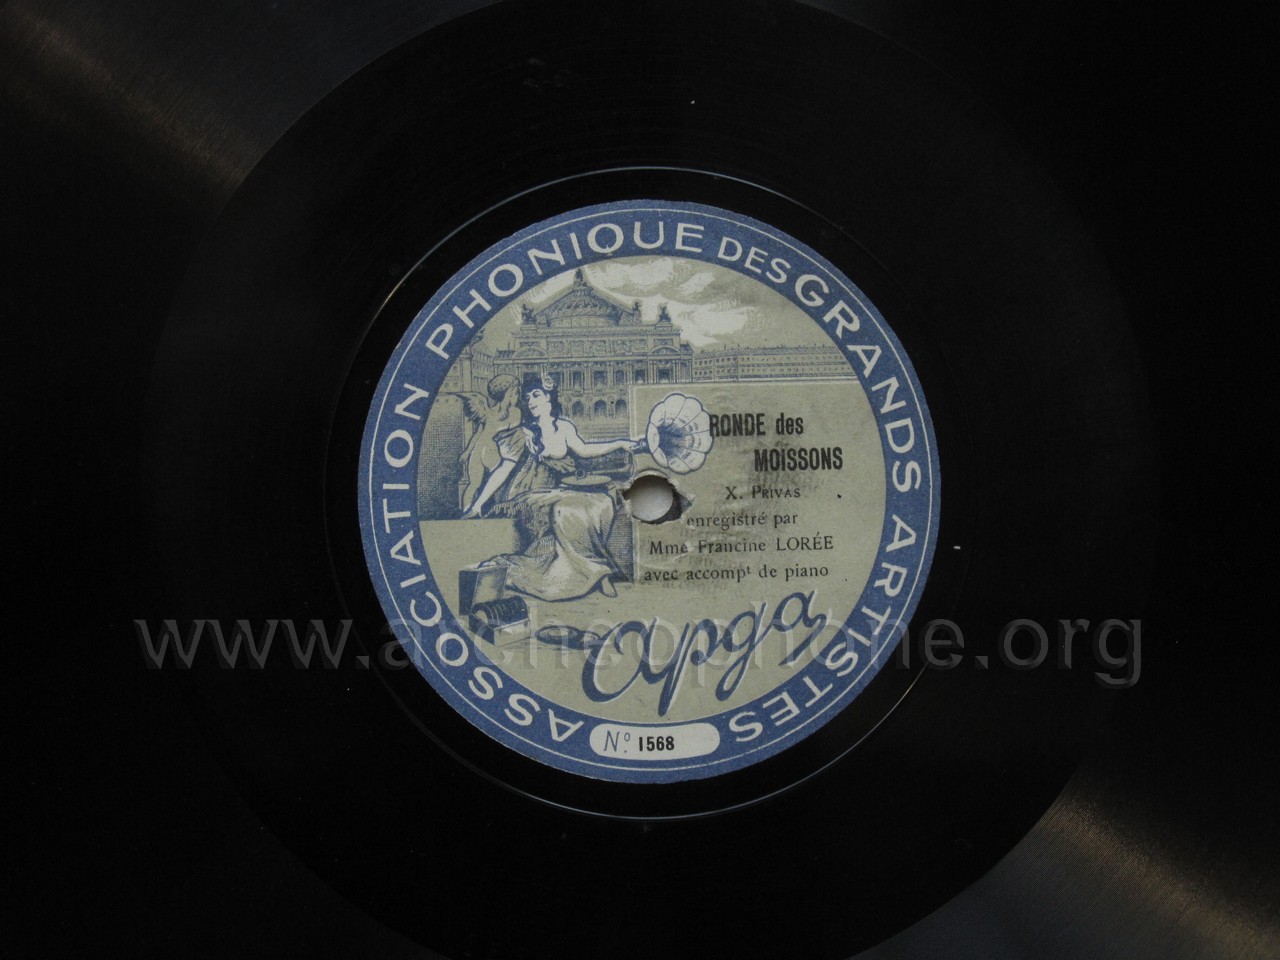 ASSOCIATION PHONIQUE DES GRANDS ARTISTES
RONDE des
MOISSONS
X. PRIVAS
enregistré par
Mme Francine LORÉE
avec accompt de piano
apga
No. 1568
www.archeophone.org